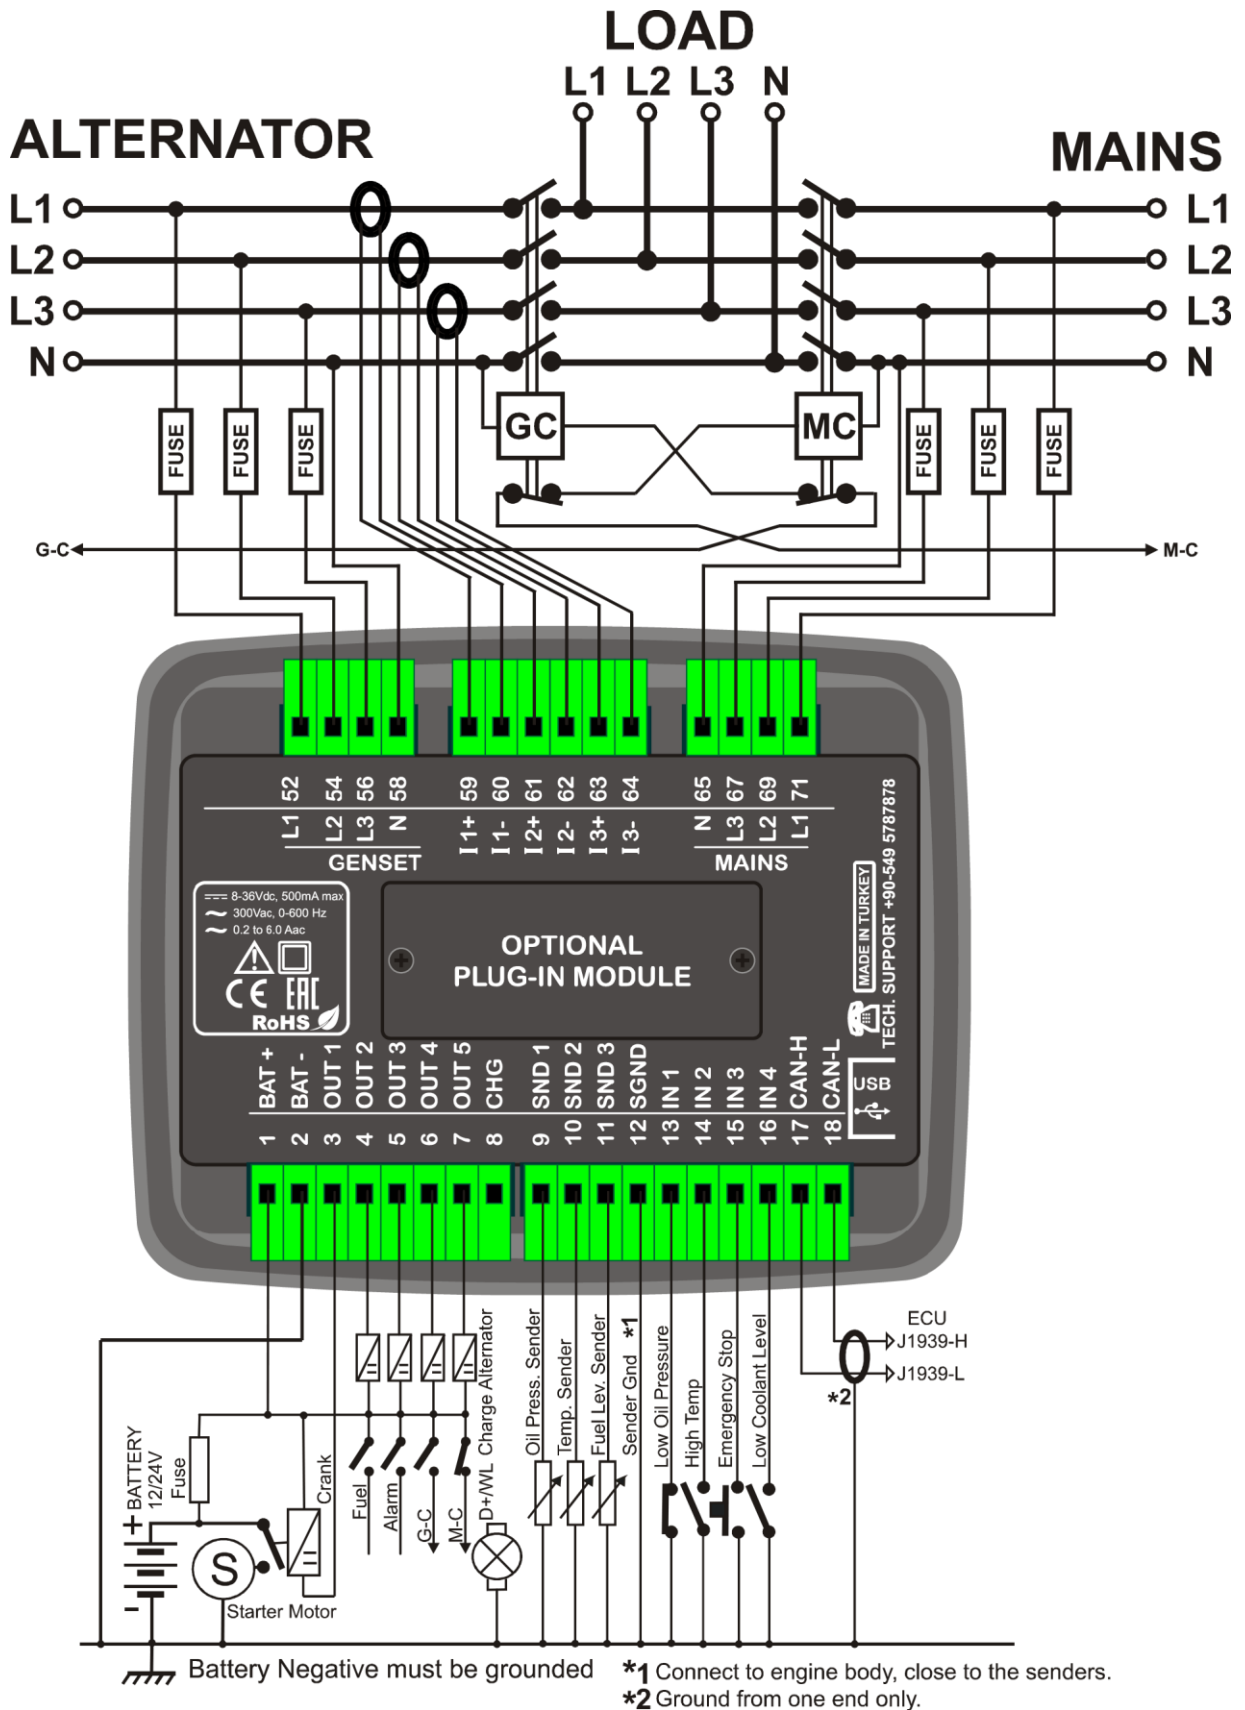 LOAD
L1 L2 L3 N
ALTERNATOR
MAINS
L1
L2
L3
N
L1
L2
L3
N
GC
MC
FUSE
FUSE
FUSE
FUSE
FUSE
FUSE
G-C
M-C
52 54 56 58 59 60 61 62 63 64 65 67 69 71
L1 L2 L3 N I1+ I1- I2+ I2- I3+ I3- N L3 L2 L1
GENSET
MAINS
8-36Vdc, 500mA max
300Vac, 0-600 Hz
0.2 to 6.0 Aac
CE EAC
RoHS
OPTIONAL
PLUG-IN MODULE
MADE IN TURKEY
TECH. SUPPORT +90-549 5787878
USB
BAT + BAT - OUT 1 OUT 2 OUT 3 OUT 4 OUT 5 CHG SND 1 SND 2 SND 3 SGND IN 1 IN 2 IN 3 IN 4 CAN-H CAN-L
1 2 3 4 5 6 7 8 9 10 11 12 13 14 15 16 17 18
ECU
J1939-H
J1939-L
*2
BATTERY
12/24V
+
-
Fuse
S
Starter Motor
Crank
Fuel
Alarm
G-C
M-C
D+/WL Charge Alternator
Oil Press. Sender
Temp. Sender
Fuel Lev. Sender
Sender Gnd *1
Low Oil Pressure
High Temp
Emergency Stop
Low Coolant Level
Battery Negative must be grounded
*1 Connect to engine body, close to the senders.
*2 Ground from one end only.